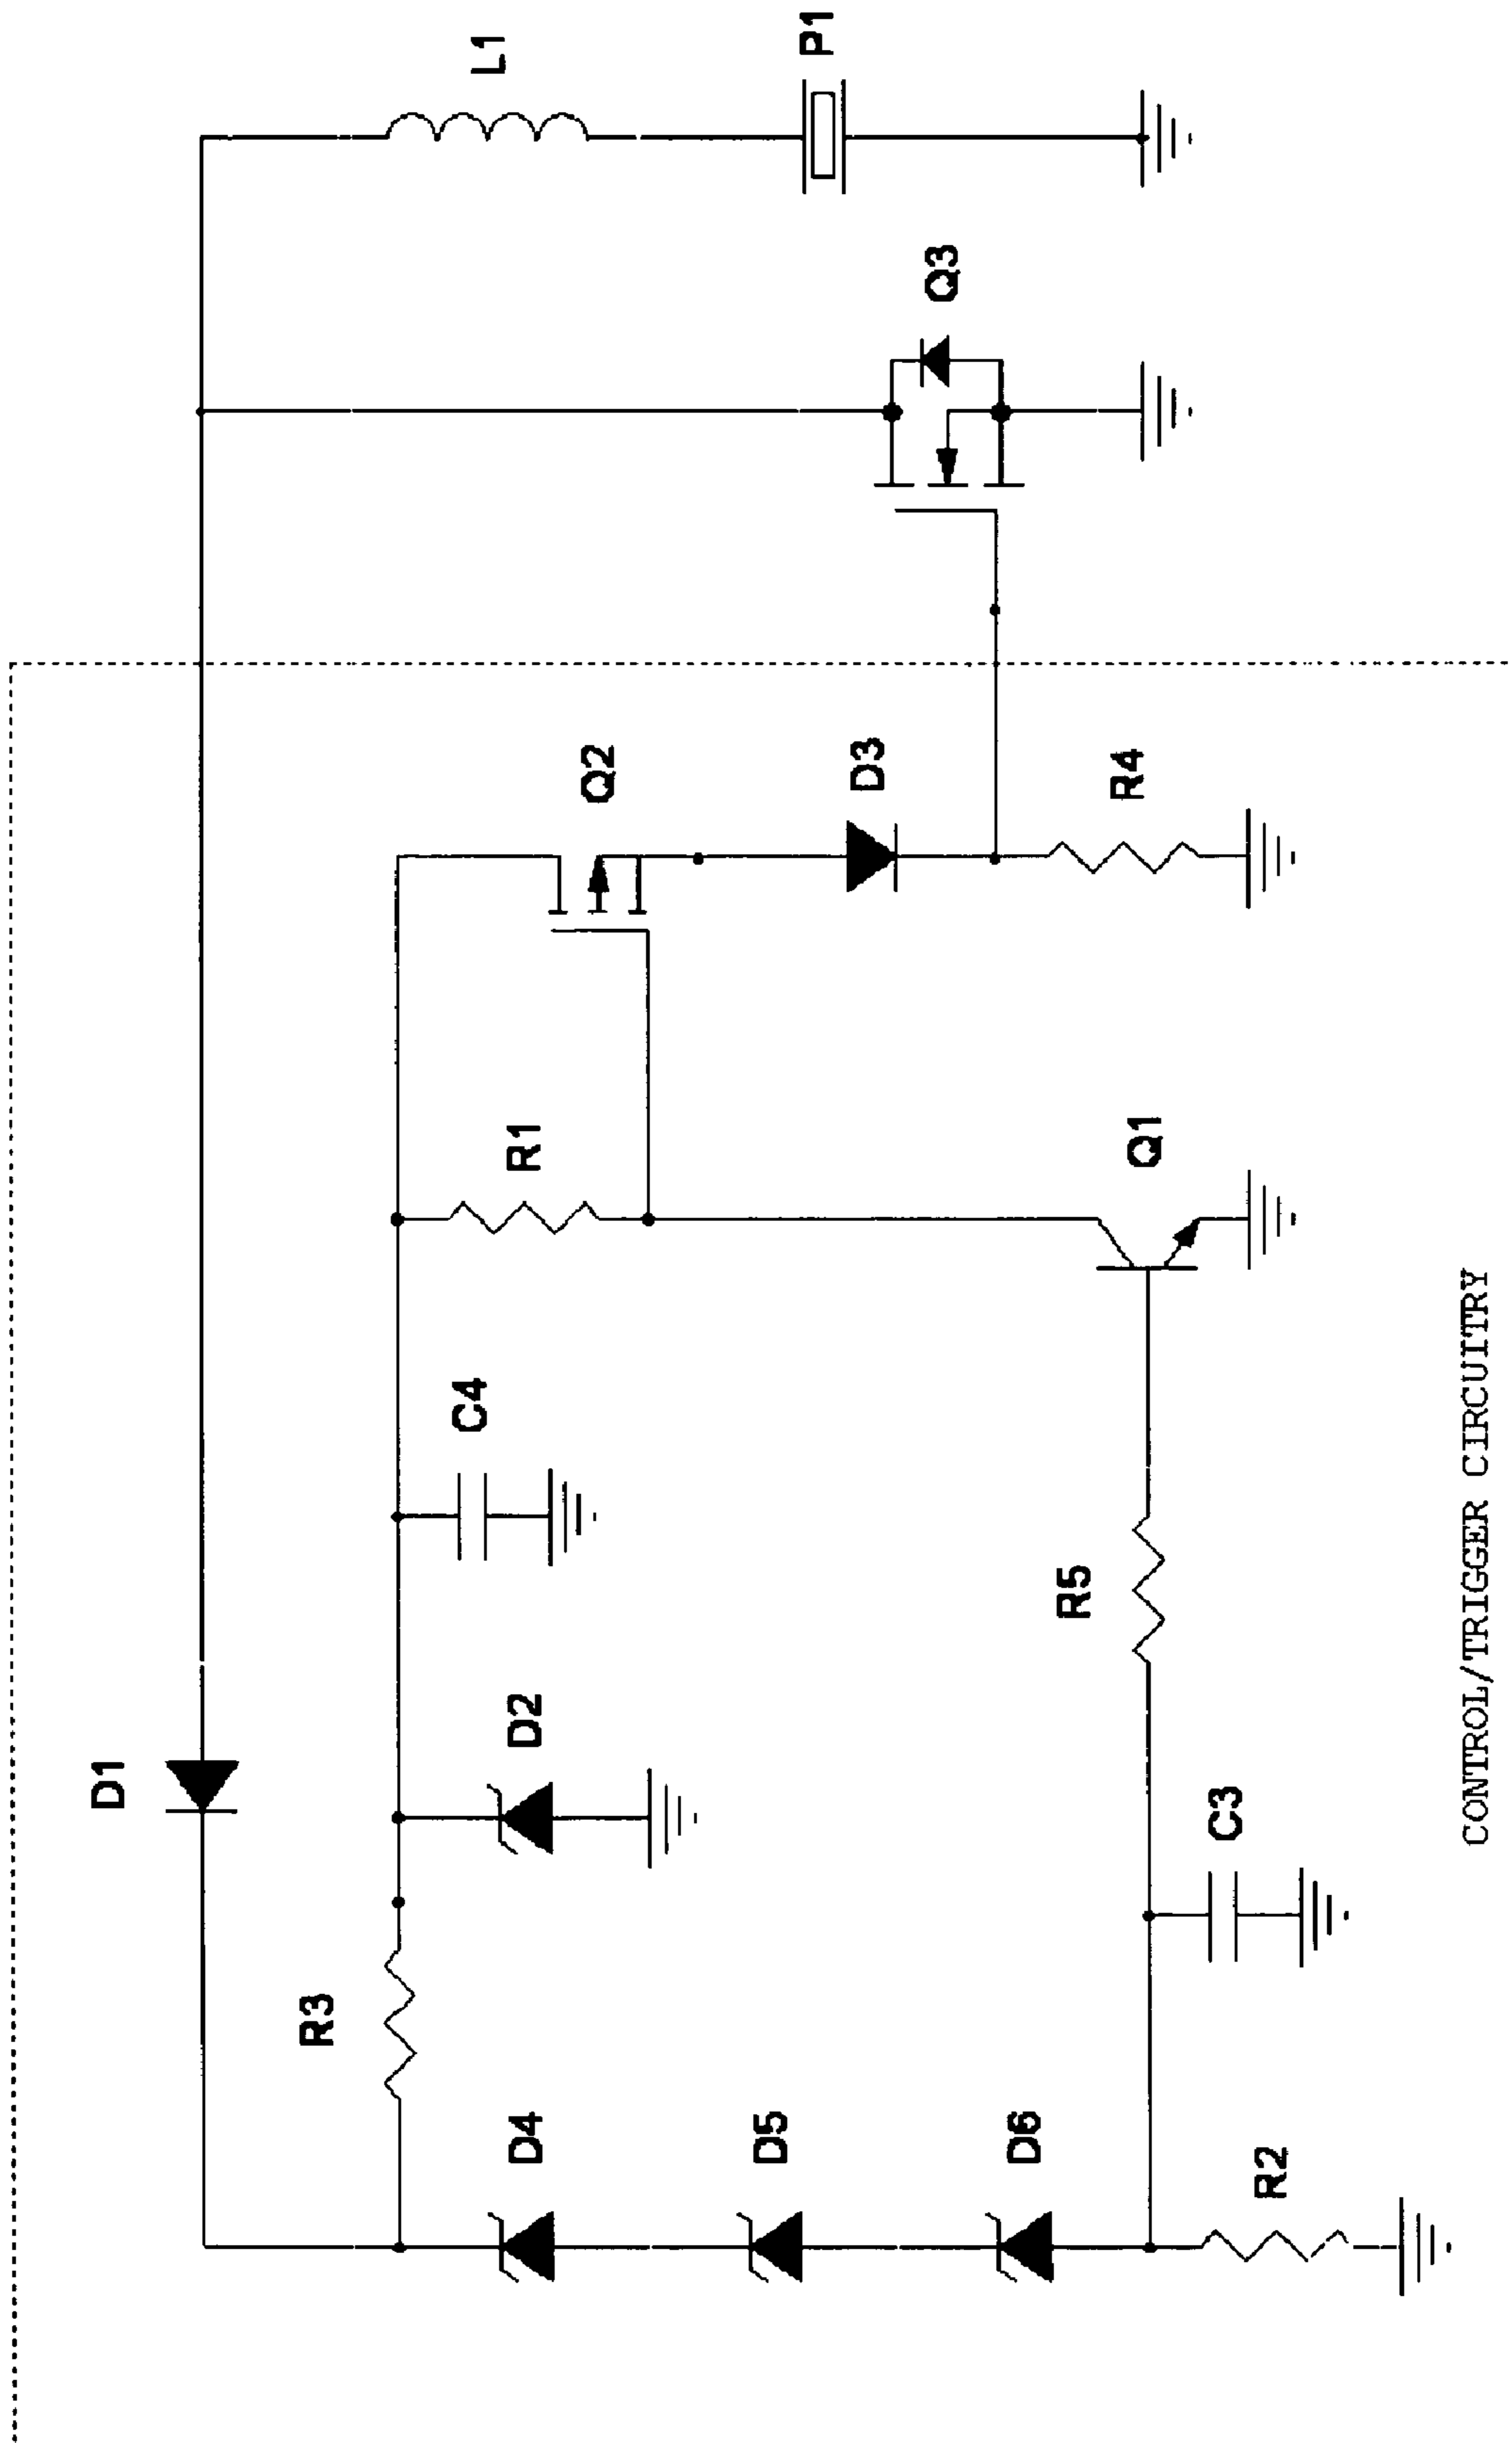 L1
P1
Q3
Q2
D3
R4
R1
Q1
C4
R5
D1
D2
C3
R3
D4
D5
D6
R2
CONTROL/TRIGGER CIRCUITRY